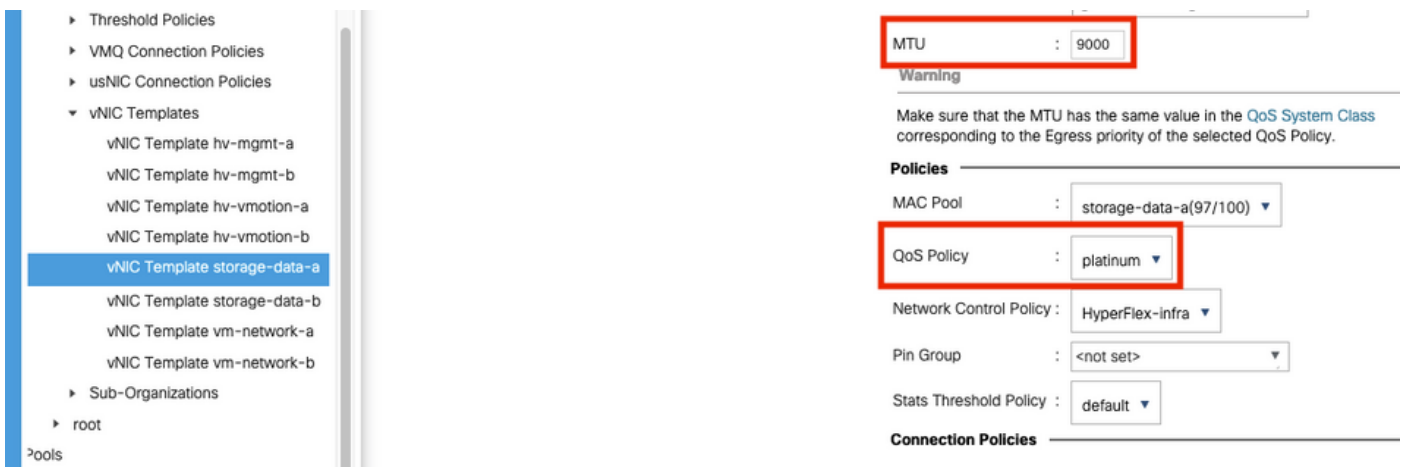 Threshold Policies
VMQ Connection Policies
usNIC Connection Policies
vNIC Templates
vNIC Template hv-mgmt-a
vNIC Template hv-mgmt-b
vNIC Template hv-vmotion-a
vNIC Template hv-vmotion-b
vNIC Template storage-data-a
vNIC Template storage-data-b
vNIC Template vm-network-a
vNIC Template vm-network-b
Sub-Organizations
root
Pools
MTU : 9000
Warning
Make sure that the MTU has the same value in the QoS System Class
corresponding to the Egress priority of the selected QoS Policy.
Policies
MAC Pool : storage-data-a(97/100)
QoS Policy : platinum
Network Control Policy : HyperFlex-infra
Pin Group : <not set>
Stats Threshold Policy : default
Connection Policies